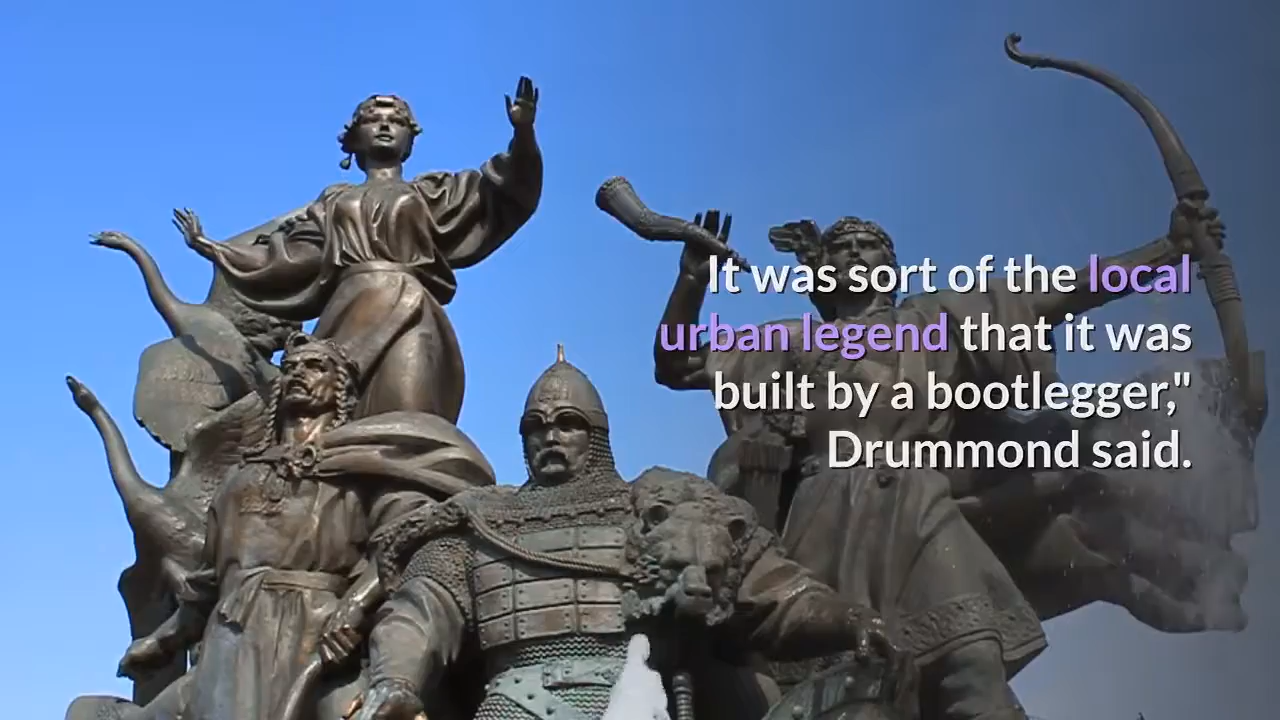 It was sort of the local
urban legend that it was
built by a bootlegger,"
Drummond said.